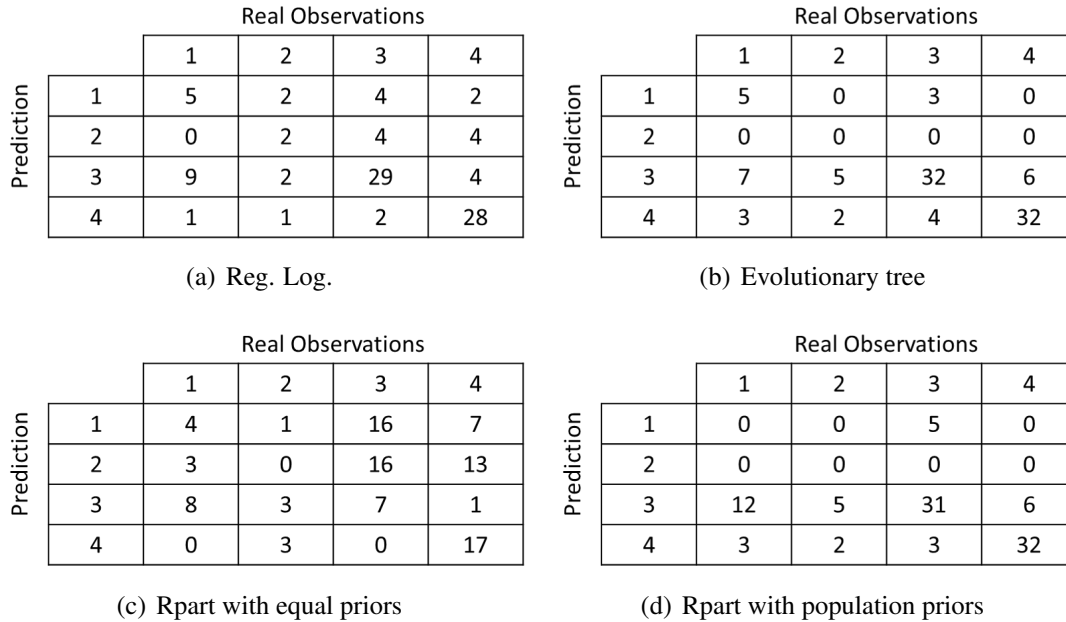 Real Observations
1 2 3 4
Prediction
1 5 2 4 2
2 0 2 4 4
3 9 2 29 4
4 1 1 2 28
(a) Reg. Log.
Real Observations
1 2 3 4
Prediction
1 5 0 3 0
2 0 0 0 0
3 7 5 32 6
4 3 2 4 32
(b) Evolutionary tree
Real Observations
1 2 3 4
Prediction
1 4 1 16 7
2 3 0 16 13
3 8 3 7 1
4 0 3 0 17
(c) Rpart with equal priors
Real Observations
1 2 3 4
Prediction
1 0 0 5 0
2 0 0 0 0
3 12 5 31 6
4 3 2 3 32
(d) Rpart with population priors